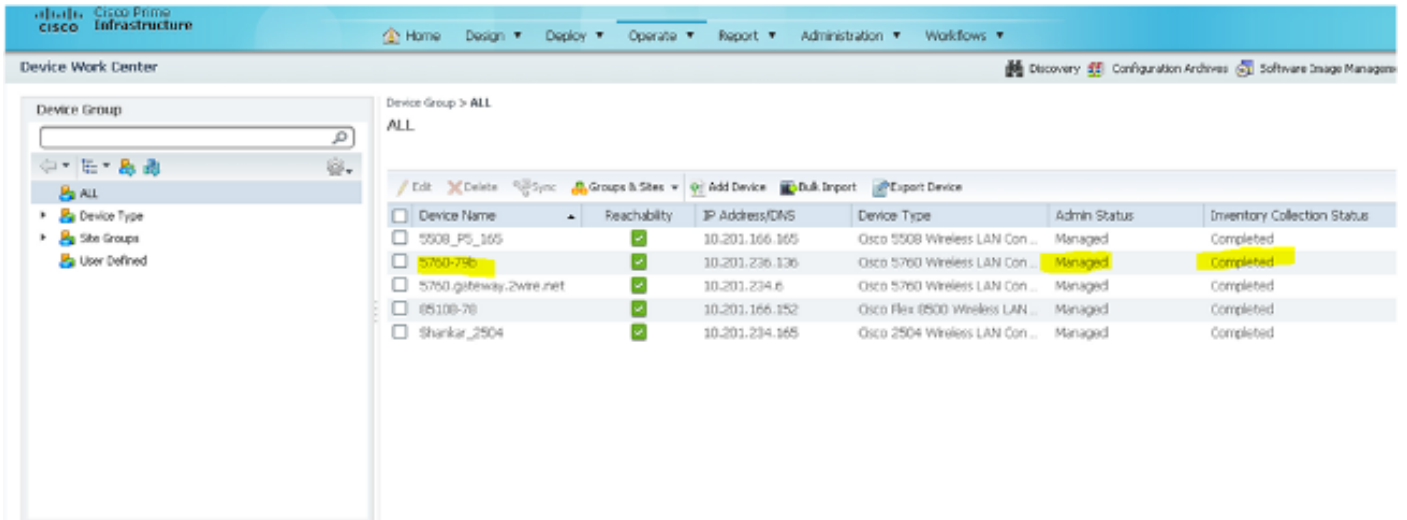 Cisco Prime
CISCO Infrastructure
Home Design Deploy Operate Report Administration Workflows
Device Work Center
Discovery Configuration Archives Software Image Managem
Device Group
Device Group > ALL
ALL
ALL
Device Type
Site Groups
User Defined
Edit Delete Sync Groups & Sites Add Device Bulk Import Export Device
Device Name Reachability IP Address/DNS Device Type Admin Status Inventory Collection Status
5508_P5_165 10.201.166.165 Cisco 5508 Wireless LAN Con ... Managed Completed
5760-79b 10.201.236.136 Cisco 5760 Wireless LAN Con ... Managed Completed
5760.gateway.2wire.net 10.201.234.6 Cisco 5760 Wireless LAN Con ... Managed Completed
85108-78 10.201.166.152 Cisco Flex 8500 Wireless LAN ... Managed Completed
Shankar_2504 10.201.234.165 Cisco 2504 Wireless LAN Con ... Managed Completed